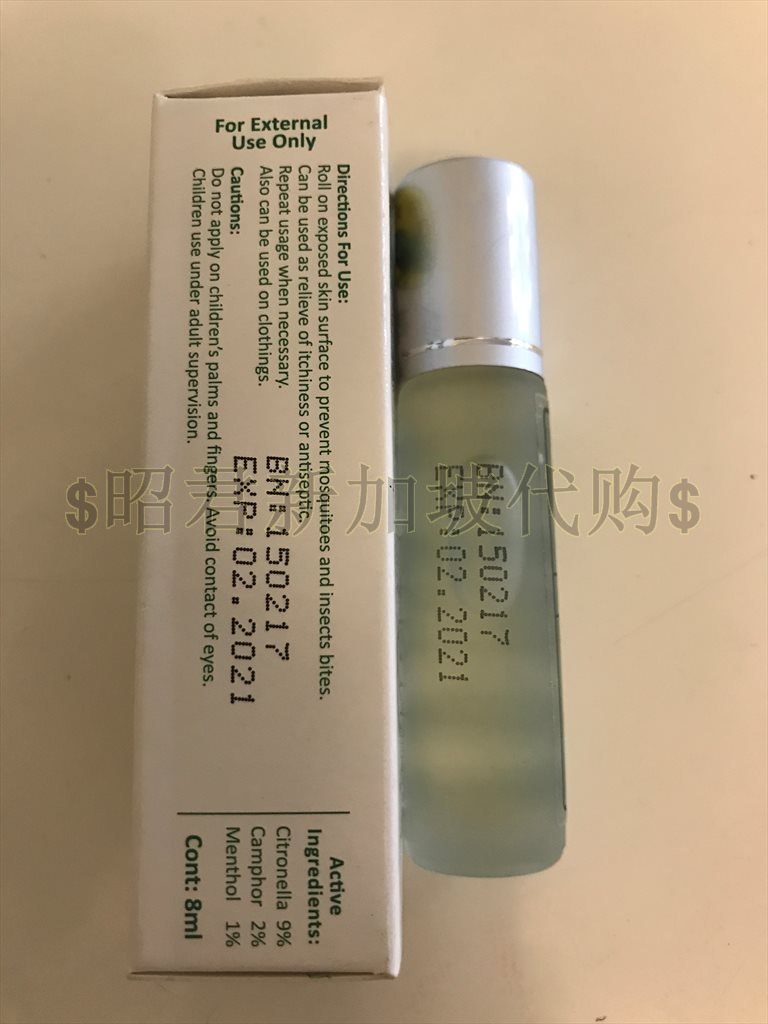 For External
Use Only
Directions For Use:
Roll on exposed skin surface to prevent mosquitoes and insects bites.
Can be used as relieve of itchiness or antiseptic.
Repeat usage when necessary.
Also can be used on clothings.
Cautions:
Do not apply on children's palms and fingers. Avoid contact of eyes.
Children use under adult supervision.
BN:150217
EXP:02.2021
Active
Ingredients:
Citronella 9%
Camphor 2%
Menthol 1%
Cont: 8ml
BN:150217
EXP:02.2021
$昭君新加坡代购$